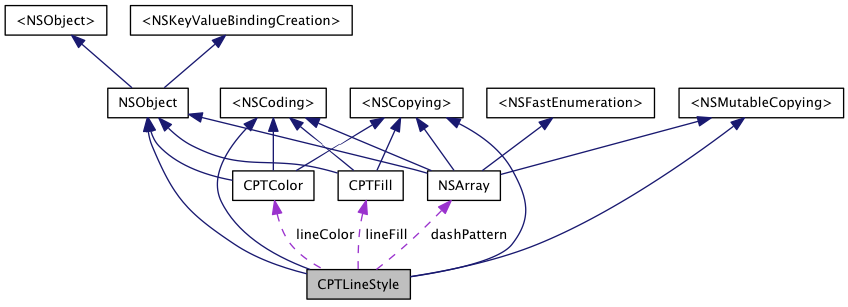 <NSObject>
<NSKeyValueBindingCreation>
NSObject
<NSCoding>
<NSCopying>
<NSFastEnumeration>
<NSMutableCopying>
CPTColor
CPTFill
NSArray
lineColor
lineFill
dashPattern
CPTLineStyle